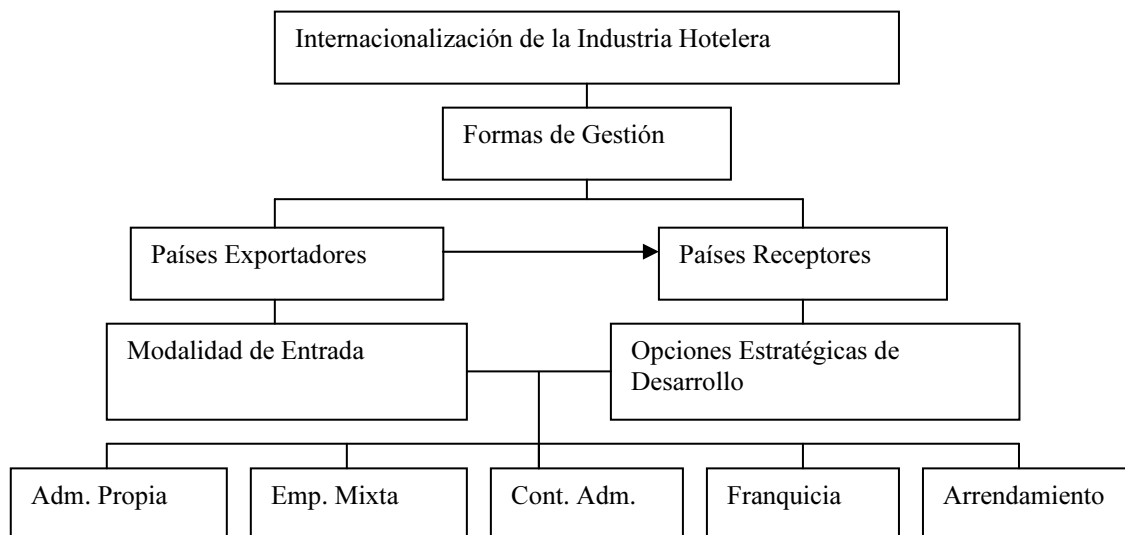 Internacionalización de la Industria Hotelera
Formas de Gestión
Países Exportadores
Países Receptores
Modalidad de Entrada
Opciones Estratégicas de
Desarrollo
Adm. Propia
Emp. Mixta
Cont. Adm.
Franquicia
Arrendamiento